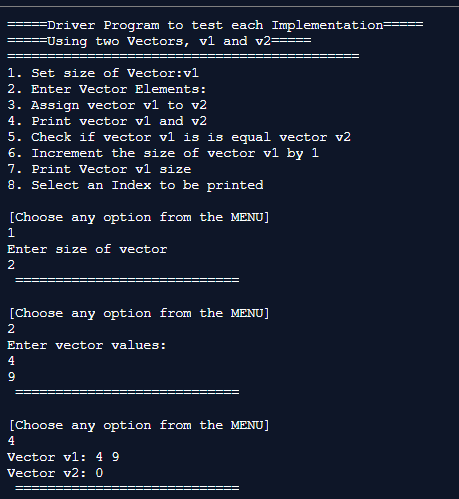 =====Driver Program to test each Implementation=====
=====Using two Vectors, v1 and v2=====
============================================
1. Set size of Vector:v1
2. Enter Vector Elements:
3. Assign vector v1 to v2
4. Print vector v1 and v2
5. Check if vector v1 is is equal vector v2
6. Increment the size of vector v1 by 1
7. Print Vector v1 size
8. Select an Index to be printed
[Choose any option from the MENU]
1
Enter size of vector
2
============================
[Choose any option from the MENU]
2
Enter vector values:
4
9
============================
[Choose any option from the MENU]
4
Vector v1: 4 9
Vector v2: 0
============================